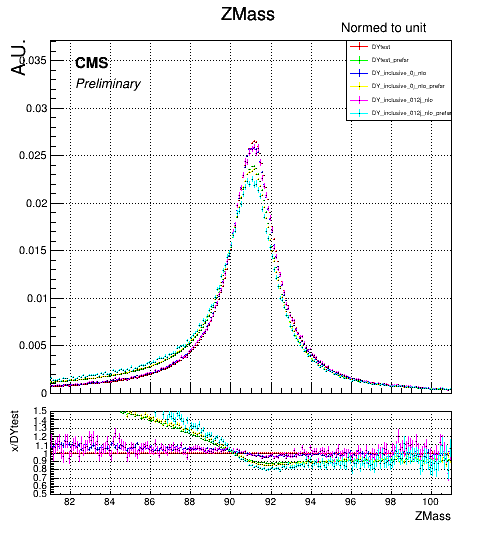 ZMass
Normed to unit
A.U.
CMS
Preliminary
DYtest
DYtest_prefsr
DY_inclusive_0j_nlo
DY_inclusive_0j_nlo_prefsr
DY_inclusive_012j_nlo
DY_inclusive_012j_nlo_prefsr
0.035
0.03
0.025
0.02
0.015
0.01
0.005
0
x/DYtest
1.5
1.4
1.3
1.2
1.1
1
0.9
0.8
0.7
0.6
0.5
82 84 86 88 90 92 94 96 98 100
ZMass